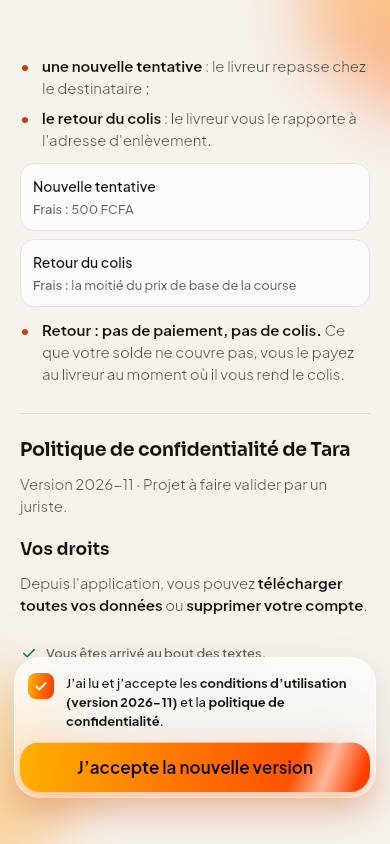 une nouvelle tentative : le livreur repasse chez
le destinataire ;
le retour du colis : le livreur vous le rapporte à
l'adresse d'enlèvement.
Nouvelle tentative
Frais : 500 FCFA
Retour du colis
Frais : la moitié du prix de base de la course
Retour : pas de paiement, pas de colis. Ce
que votre solde ne couvre pas, vous le payez
au livreur au moment où il vous rend le colis.
Politique de confidentialité de Tara
Version 2026-11 · Projet à faire valider par un
juriste.
Vos droits
Depuis l'application, vous pouvez télécharger
toutes vos données ou supprimer votre compte.
Vous êtes arrivé au bout des textes.
J’ai lu et j’accepte les conditions d’utilisation
(version 2026-11) et la politique de
confidentialité.
J’accepte la nouvelle version